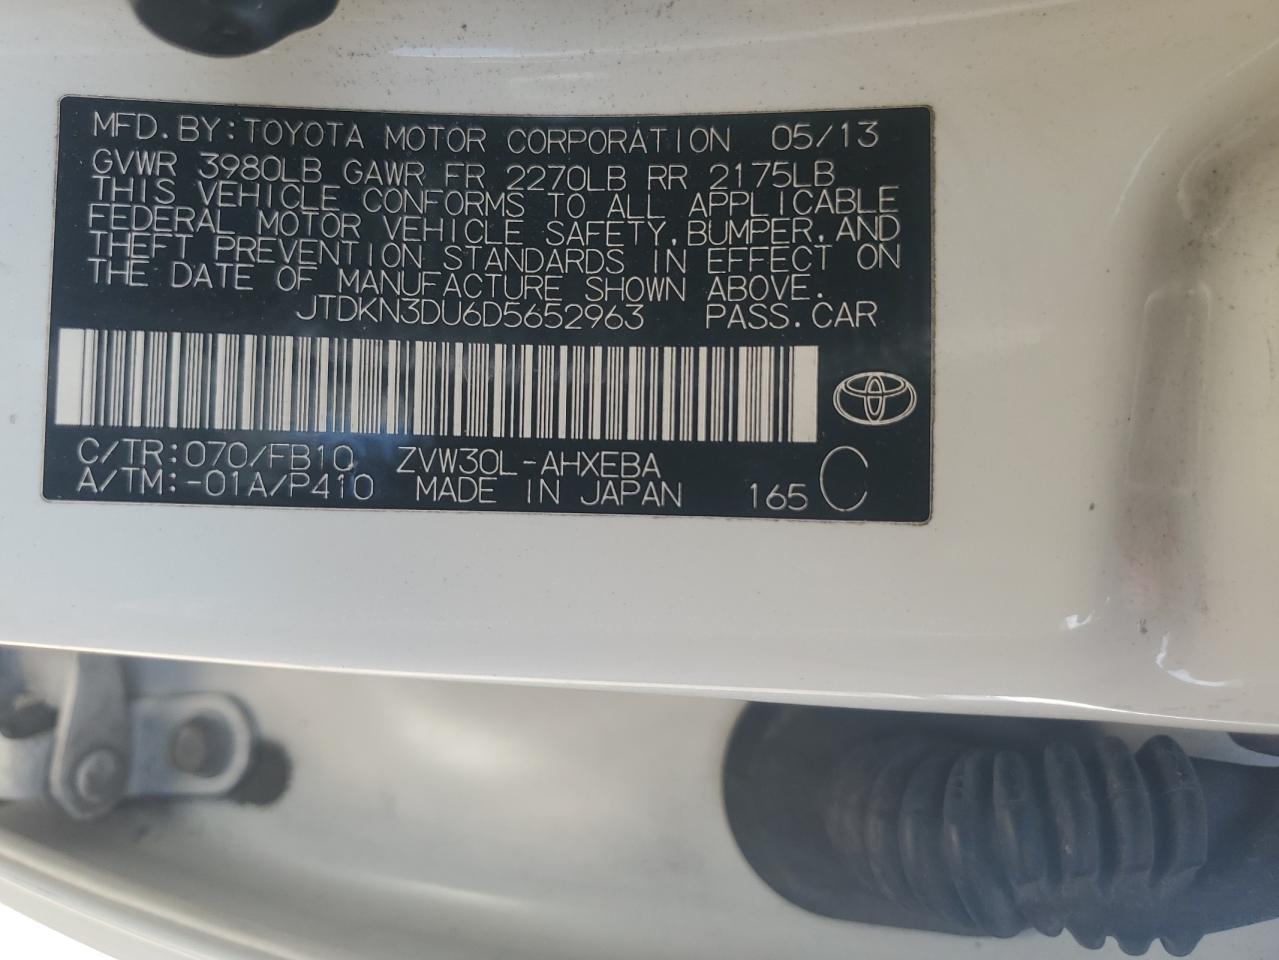 MFD.BY:TOYOTA MOTOR CORPORATION 05/13
GVWR 3980LB GAWR FR 2270LB RR 2175LB
THIS VEHICLE CONFORMS TO ALL APPLICABLE
FEDERAL MOTOR VEHICLE SAFETY,BUMPER,AND
THEFT PREVENTION STANDARDS IN EFFECT ON
THE DATE OF MANUFACTURE SHOWN ABOVE.
JTDKN3DU6D5652963 PASS.CAR
C/TR:070/FB10 ZVW30L-AHXEBA
A/TM:-01A/P410 MADE IN JAPAN 165 C